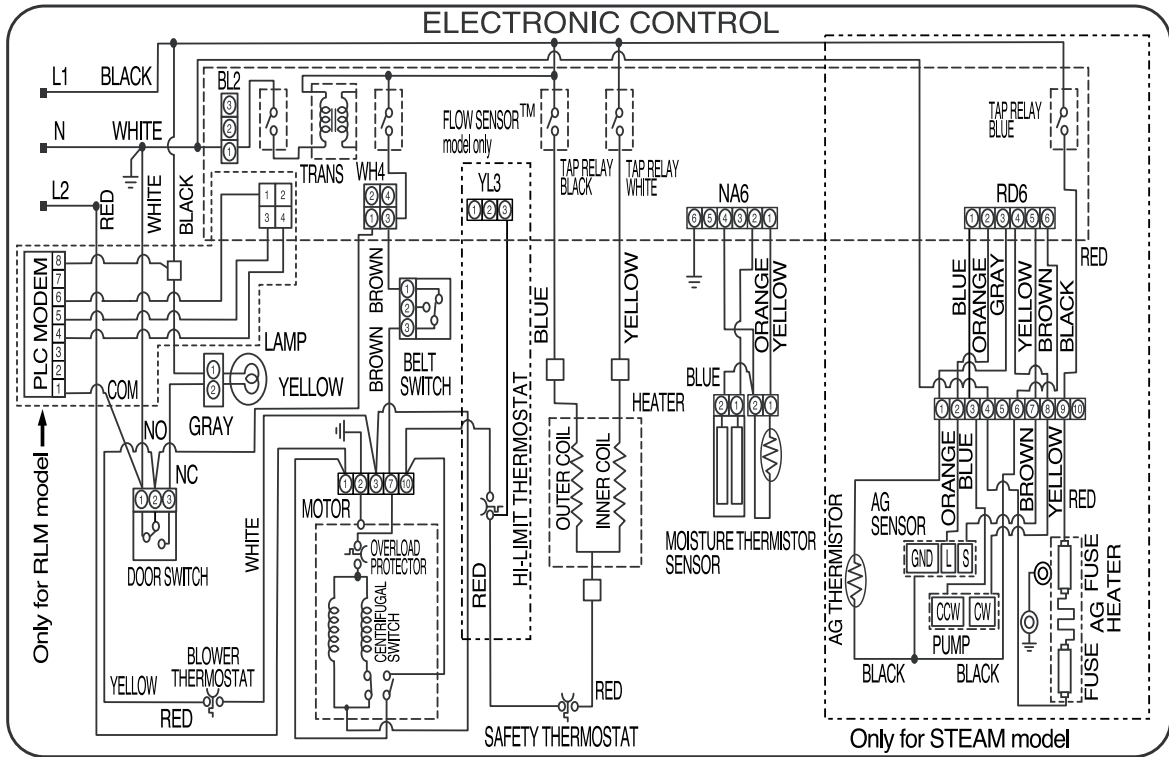 ELECTRONIC CONTROL
L1 BLACK
N WHITE
L2
RED
WHITE
BLACK
BL2
3
2
1
TRANS
WH4
2 4
1 3
1 2
3 4
FLOW SENSOR™
model only
YL3
1 2 3
TAP RELAY
BLACK
TAP RELAY
WHITE
NA6
6 5 4 3 2 1
TAP RELAY
BLUE
RD6
1 2 3 4 5 6
RED
PLC MODEM
8
7
6
5
4
3
2
1
COM
Only for RLM model
NO
NC
1 2 3
DOOR SWITCH
LAMP
1
2
YELLOW
GRAY
BROWN
BROWN
1
2
3
BELT
SWITCH
WHITE
MOTOR
1 2 3 7 10
OVERLOAD
PROTECTOR
CENTRIFUGAL
SWITCH
BLOWER
THERMOSTAT
YELLOW
RED
RED
HI-LIMIT THERMOSTAT
SAFETY THERMOSTAT
RED
BLUE
YELLOW
HEATER
OUTER COIL
INNER COIL
ORANGE
YELLOW
BLUE
2 1 2 1
MOISTURE THERMISTOR
SENSOR
BLUE
ORANGE
GRAY
YELLOW
BROWN
BLACK
1 2 3 4 5 6 7 8 9 10
ORANGE
BLUE
BROWN
YELLOW
RED
AG
SENSOR
GND L S
CCW CW
PUMP
AG THERMISTOR
BLACK
BLACK
FUSE
FUSE
AG
HEATER
Only for STEAM model